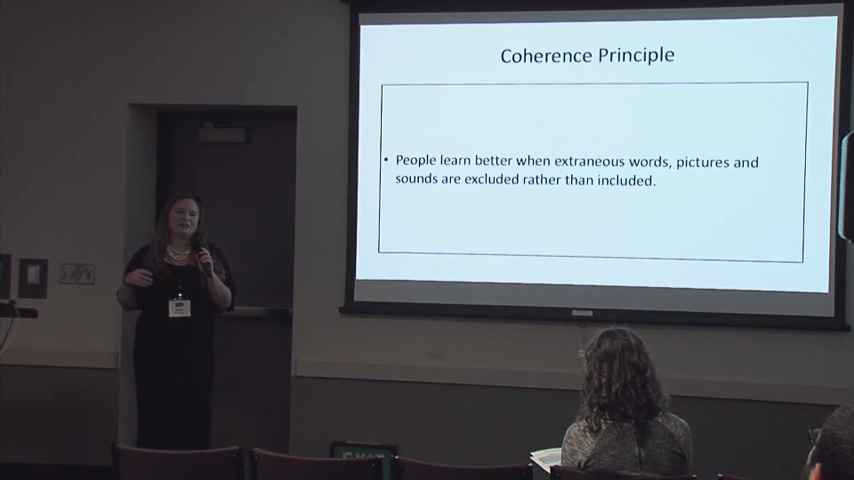 Coherence Principle
• People learn better when extraneous words, pictures and
sounds are excluded rather than included.